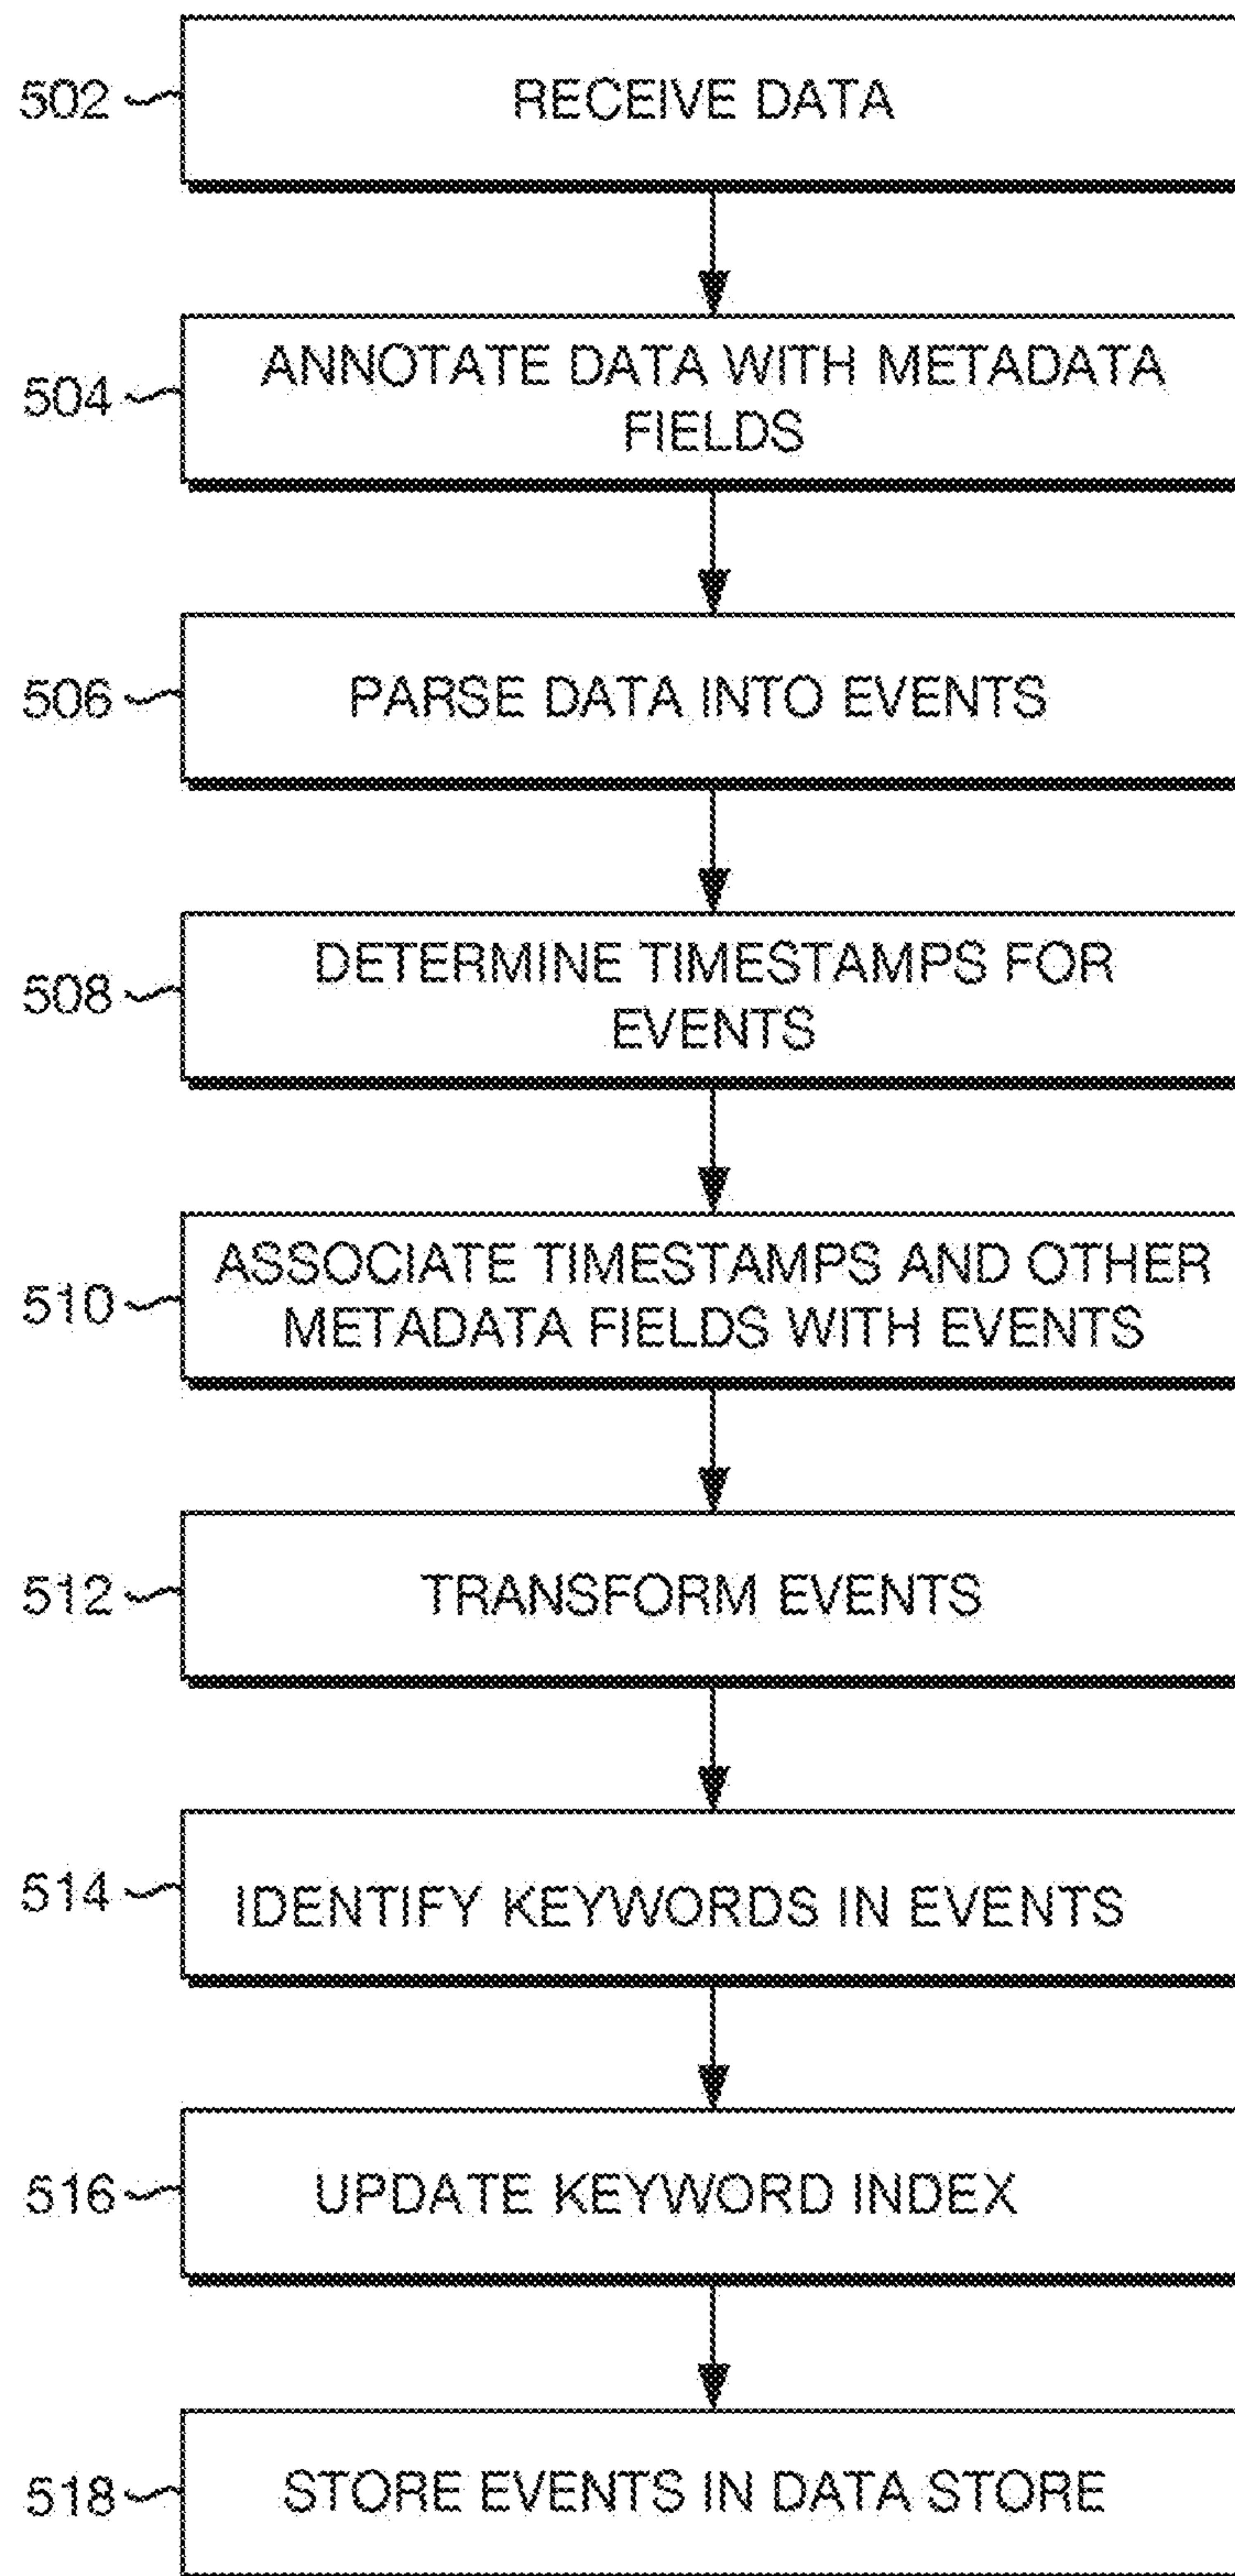 502
RECEIVE DATA
504
ANNOTATE DATA WITH METADATA
FIELDS
506
PARSE DATA INTO EVENTS
508
DETERMINE TIMESTAMPS FOR
EVENTS
510
ASSOCIATE TIMESTAMPS AND OTHER
METADATA FIELDS WITH EVENTS
512
TRANSFORM EVENTS
514
IDENTIFY KEYWORDS IN EVENTS
516
UPDATE KEYWORD INDEX
518
STORE EVENTS IN DATA STORE